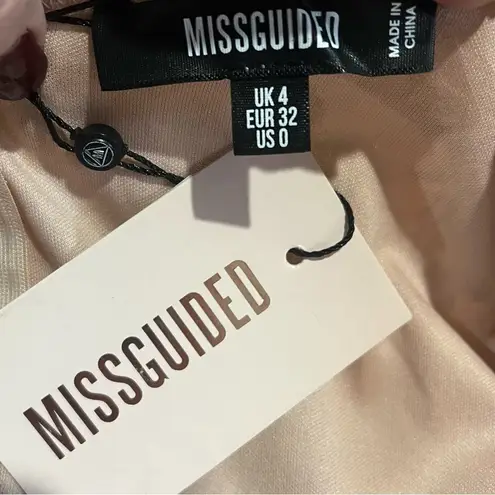 MISSGUIDED
MADE IN
CHINA
UK 4
EUR 32
US 0
MISSGUIDED